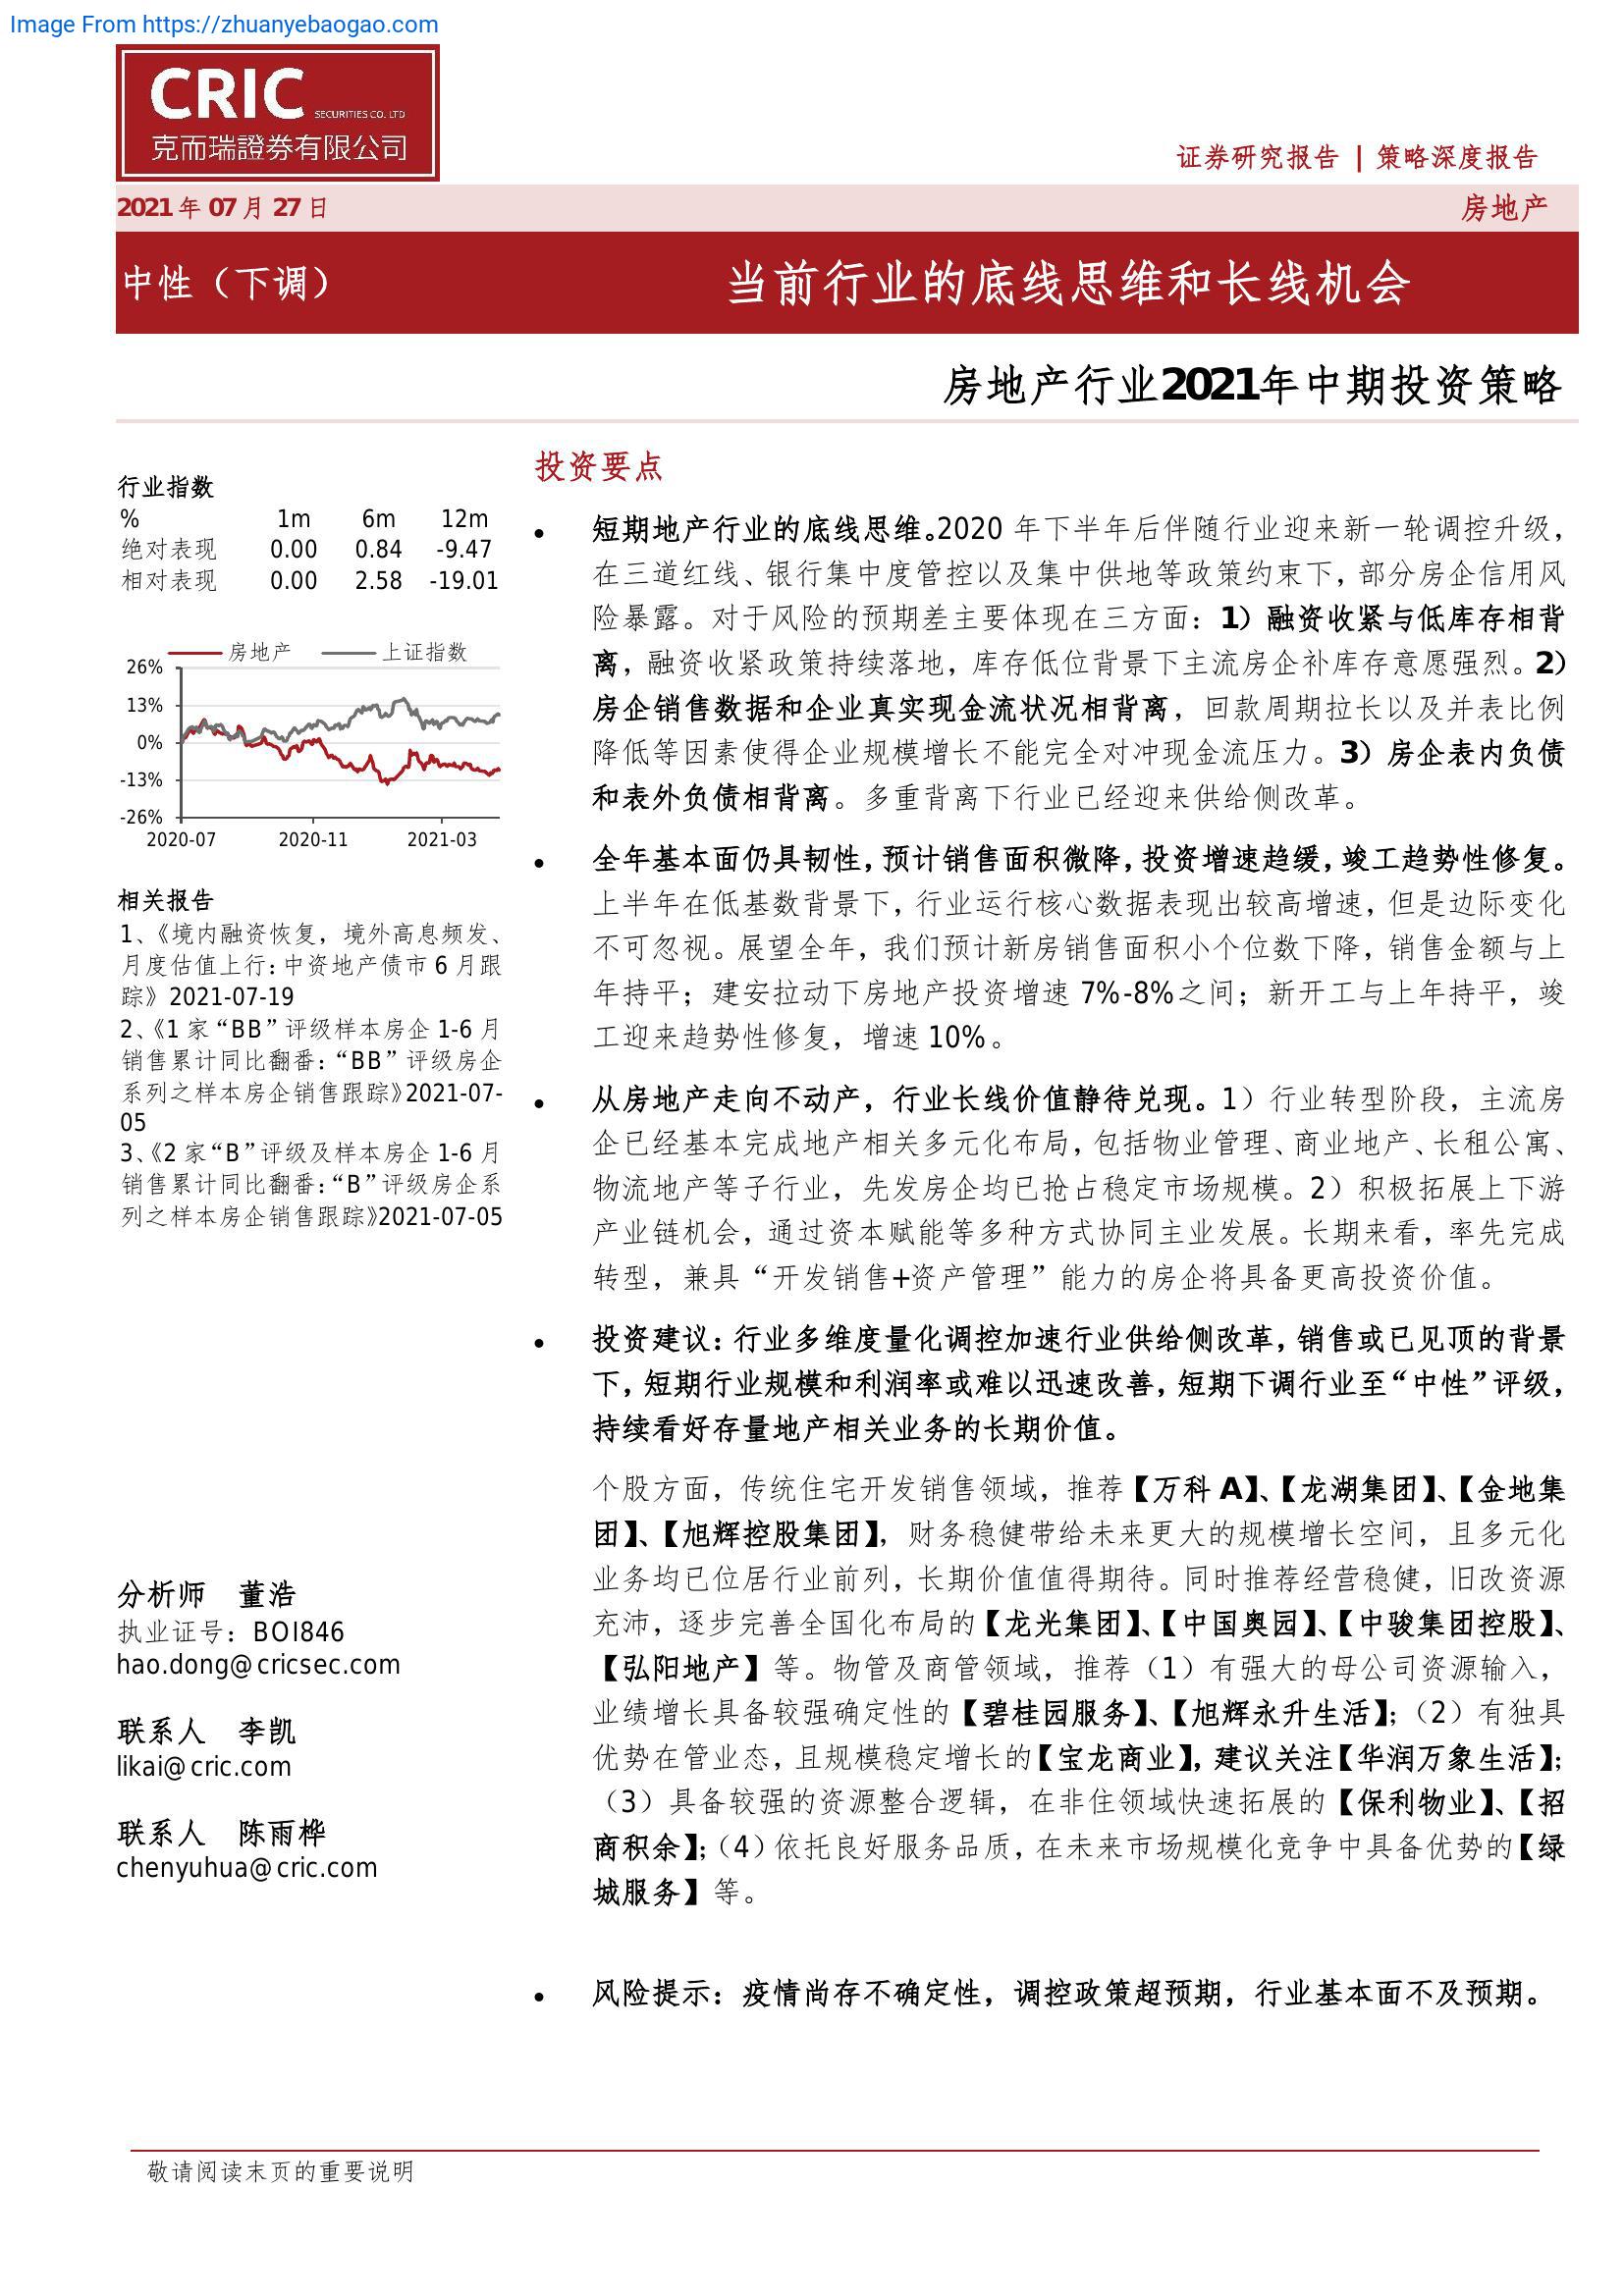 Image From https://zhuanyebaogao.com
CRIC
SECURITIES CO. LTD
克而瑞證券有限公司
证券研究报告 | 策略深度报告
2021 年 07 月 27 日
房地产
中性（下调）
当前行业的底线思维和长线机会
房地产行业2021年中期投资策略
行业指数
% 1m 6m 12m
绝对表现 0.00 0.84 -9.47
相对表现 0.00 2.58 -19.01
房地产 上证指数
26%
13%
0%
-13%
-26%
2020-07 2020-11 2021-03
相关报告
1、《境内融资恢复，境外高息频发、
月度估值上行：中资地产债市 6 月跟
踪》2021-07-19
2、《1 家“BB”评级样本房企 1-6 月
销售累计同比翻番：“BB”评级房企
系列之样本房企销售跟踪》2021-07-
05
3、《2 家“B”评级及样本房企 1-6 月
销售累计同比翻番：“B”评级房企系
列之样本房企销售跟踪》2021-07-05
分析师 董浩
执业证号：BOI846
hao.dong@cricsec.com
联系人 李凯
likai@cric.com
联系人 陈雨桦
chenyuhua@cric.com
投资要点
● 短期地产行业的底线思维。2020 年下半年后伴随行业迎来新一轮调控升级，
在三道红线、银行集中度管控以及集中供地等政策约束下，部分房企信用风
险暴露。对于风险的预期差主要体现在三方面：1）融资收紧与低库存相背
离，融资收紧政策持续落地，库存低位背景下主流房企补库存意愿强烈。2）
房企销售数据和企业真实现金流状况相背离，回款周期拉长以及并表比例
降低等因素使得企业规模增长不能完全对冲现金流压力。3）房企表内负债
和表外负债相背离。多重背离下行业已经迎来供给侧改革。
● 全年基本面仍具韧性，预计销售面积微降，投资增速趋缓，竣工趋势性修复。
上半年在低基数背景下，行业运行核心数据表现出较高增速，但是边际变化
不可忽视。展望全年，我们预计新房销售面积小个位数下降，销售金额与上
年持平；建安拉动下房地产投资增速 7%-8%之间；新开工与上年持平，竣
工迎来趋势性修复，增速 10%。
● 从房地产走向不动产，行业长线价值静待兑现。1）行业转型阶段，主流房
企已经基本完成地产相关多元化布局，包括物业管理、商业地产、长租公寓、
物流地产等子行业，先发房企均已抢占稳定市场规模。2）积极拓展上下游
产业链机会，通过资本赋能等多种方式协同主业发展。长期来看，率先完成
转型，兼具“开发销售+资产管理”能力的房企将具备更高投资价值。
● 投资建议：行业多维度量化调控加速行业供给侧改革，销售或已见顶的背景
下，短期行业规模和利润率或难以迅速改善，短期下调行业至“中性”评级，
持续看好存量地产相关业务的长期价值。
个股方面，传统住宅开发销售领域，推荐【万科 A】、【龙湖集团】、【金地集
团】、【旭辉控股集团】，财务稳健带给未来更大的规模增长空间，且多元化
业务均已位居行业前列，长期价值值得期待。同时推荐经营稳健，旧改资源
充沛，逐步完善全国化布局的【龙光集团】、【中国奥园】、【中骏集团控股】、
【弘阳地产】等。物管及商管领域，推荐（1）有强大的母公司资源输入，
业绩增长具备较强确定性的【碧桂园服务】、【旭辉永升生活】；（2）有独具
优势在管业态，且规模稳定增长的【宝龙商业】，建议关注【华润万象生活】；
（3）具备较强的资源整合逻辑，在非住领域快速拓展的【保利物业】、【招
商积余】；（4）依托良好服务品质，在未来市场规模化竞争中具备优势的【绿
城服务】等。
● 风险提示：疫情尚存不确定性，调控政策超预期，行业基本面不及预期。
敬请阅读末页的重要说明